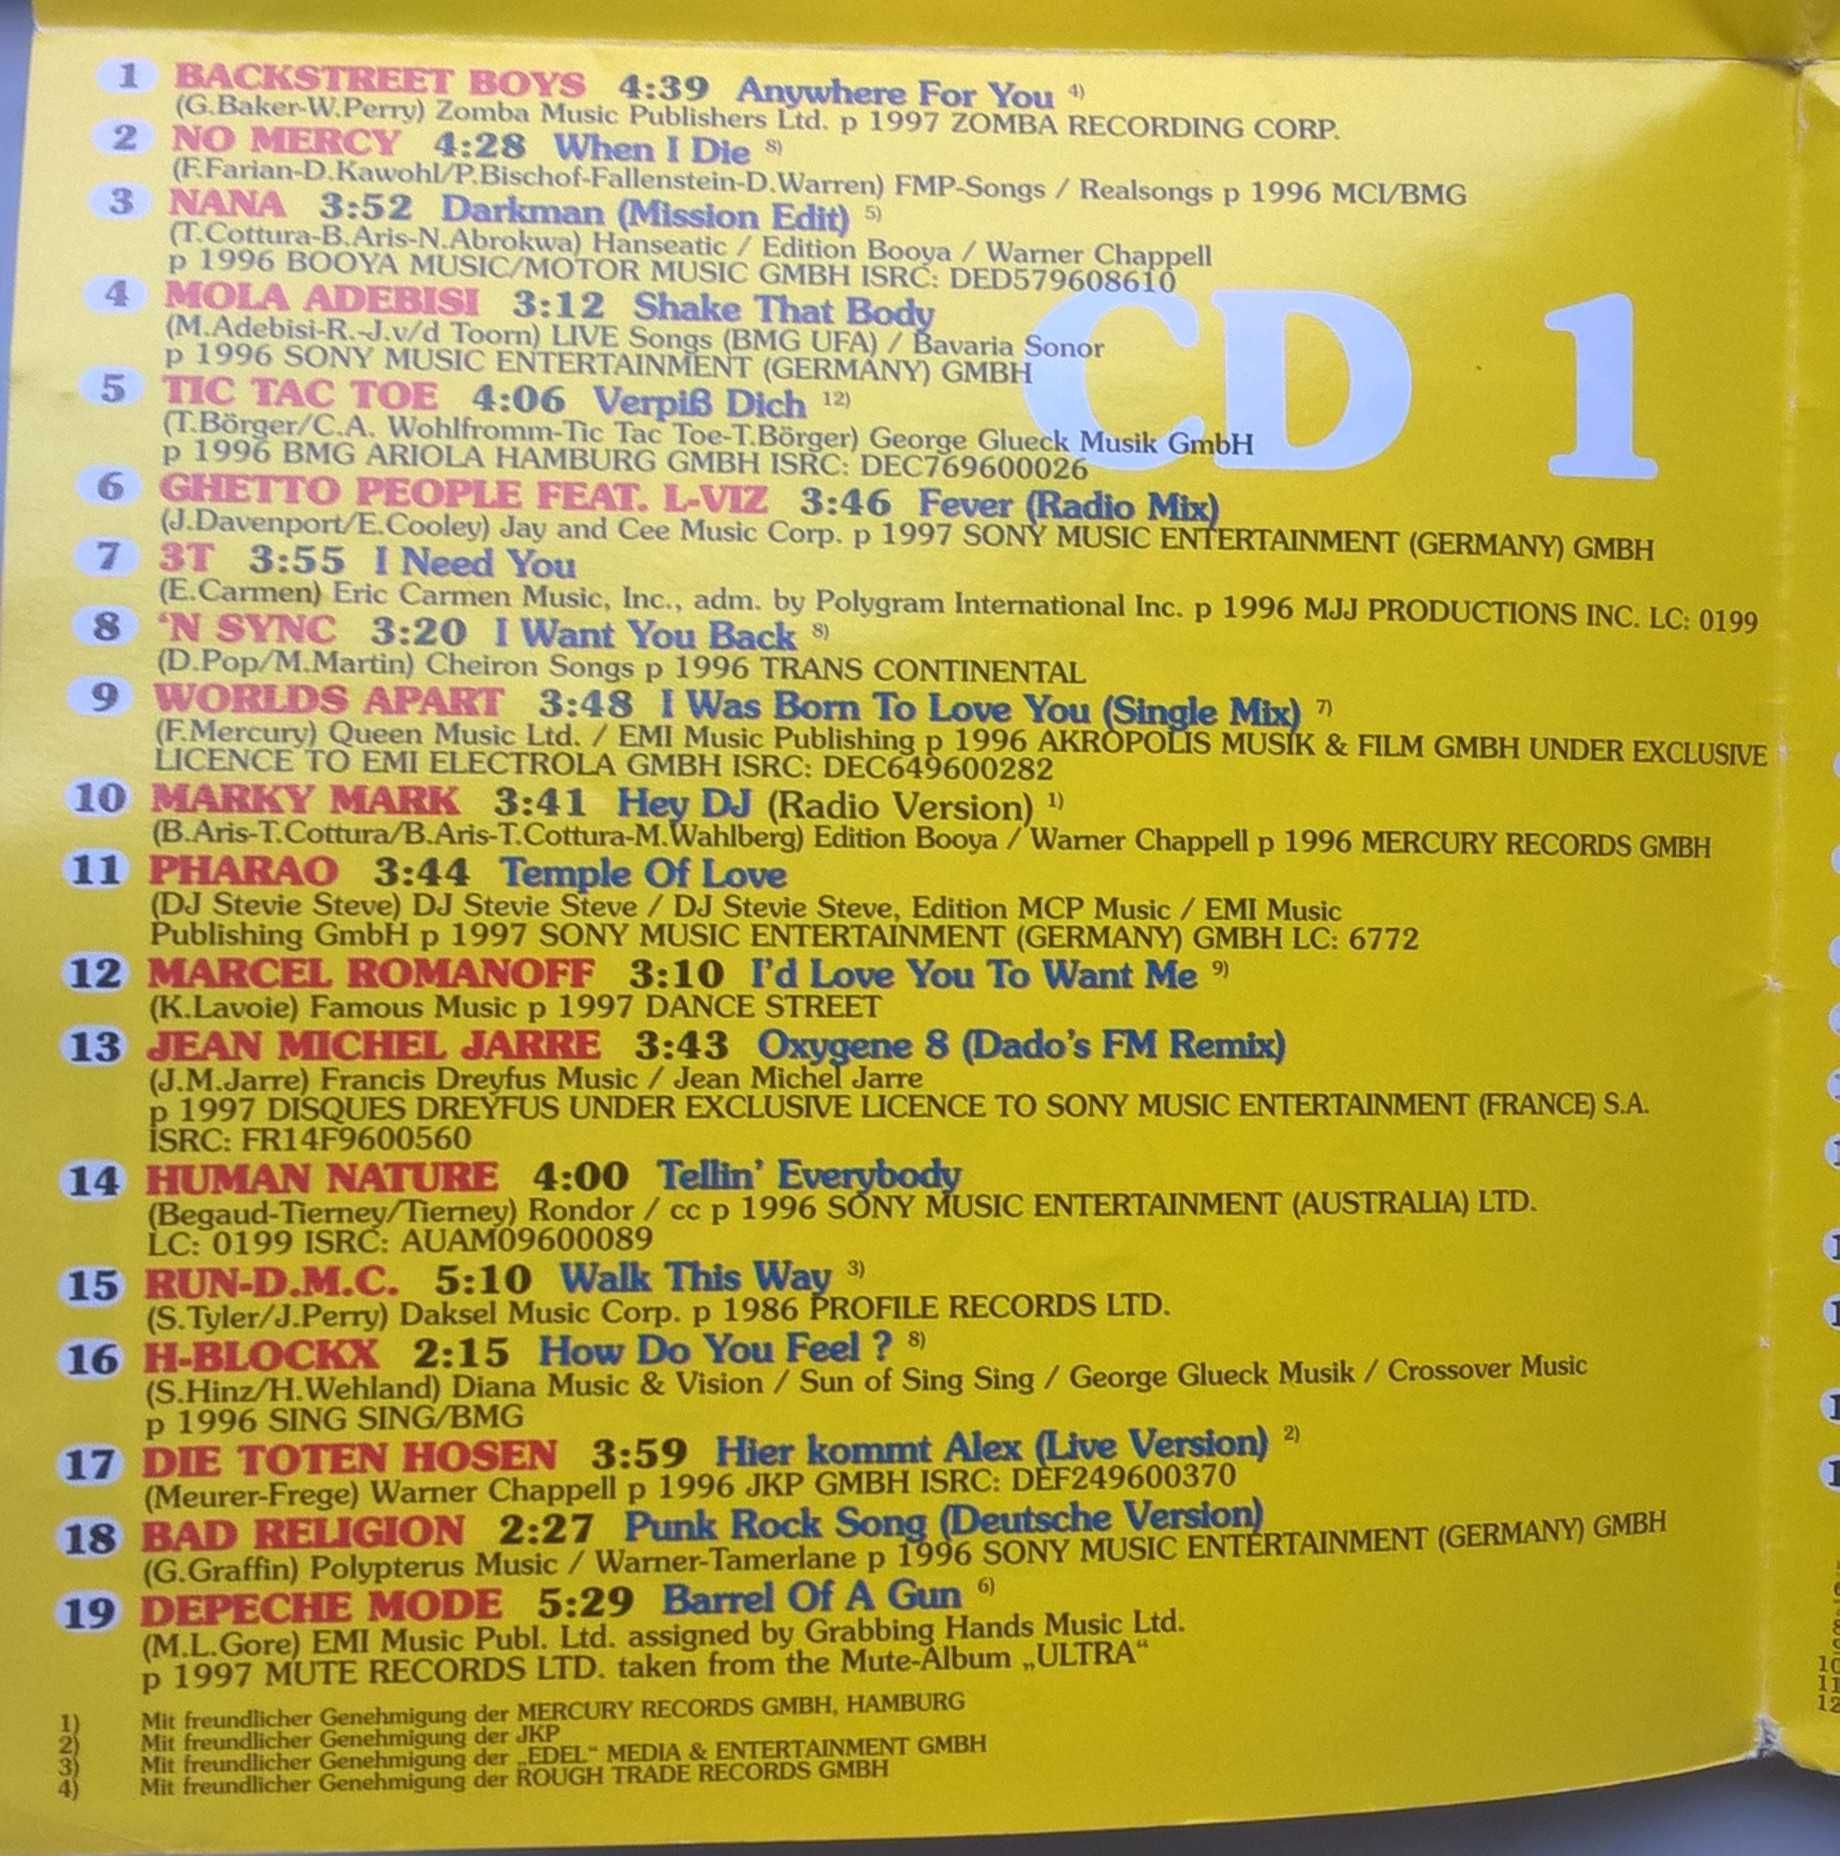 1 BACKSTREET BOYS 4:39 Anywhere For You 4)
(G.Baker-W.Perry) Zomba Music Publishers Ltd. p 1997 ZOMBA RECORDING CORP.
2 NO MERCY 4:28 When I Die 8)
(F.Farian-D.Kawohl/P.Bischof-Fallenstein-D.Warren) FMP-Songs / Realsongs p 1996 MCI/BMG
3 NANA 3:52 Darkman (Mission Edit) 5)
(T.Cottura-B.Aris-N.Abrokwa) Hanseatic / Edition Booya / Warner Chappell
p 1996 BOOYA MUSIC/MOTOR MUSIC GMBH ISRC: DED579608610
4 MOLA ADEBISI 3:12 Shake That Body
(M.Adebisi-R.-J.v/d Toorn) LIVE Songs (BMG UFA) / Bavaria Sonor
p 1996 SONY MUSIC ENTERTAINMENT (GERMANY) GMBH
CD 1
5 TIC TAC TOE 4:06 Verpiß Dich 12)
(T.Börger/C.A. Wohlfromm-Tic Tac Toe-T.Börger) George Glueck Musik GmbH
p 1996 BMG ARIOLA HAMBURG GMBH ISRC: DEC769600026
6 GHETTO PEOPLE FEAT. L-VIZ 3:46 Fever (Radio Mix)
(J.Davenport/E.Cooley) Jay and Cee Music Corp. p 1997 SONY MUSIC ENTERTAINMENT (GERMANY) GMBH
7 3T 3:55 I Need You
(E.Carmen) Eric Carmen Music, Inc., adm. by Polygram International Inc. p 1996 MJJ PRODUCTIONS INC. LC: 0199
8 ‘N SYNC 3:20 I Want You Back 8)
(D.Pop/M.Martin) Cheiron Songs p 1996 TRANS CONTINENTAL
9 WORLDS APART 3:48 I Was Born To Love You (Single Mix) 7)
(F.Mercury) Queen Music Ltd. / EMI Music Publishing p 1996 AKROPOLIS MUSIK & FILM GMBH UNDER EXCLUSIVE
LICENCE TO EMI ELECTROLA GMBH ISRC: DEC649600282
10 MARKY MARK 3:41 Hey DJ (Radio Version) 1)
(B.Aris-T.Cottura/B.Aris-T.Cottura-M.Wahlberg) Edition Booya / Warner Chappell p 1996 MERCURY RECORDS GMBH
11 PHARAO 3:44 Temple Of Love
(DJ Stevie Steve) DJ Stevie Steve / DJ Stevie Steve, Edition MCP Music / EMI Music
Publishing GmbH p 1997 SONY MUSIC ENTERTAINMENT (GERMANY) GMBH LC: 6772
12 MARCEL ROMANOFF 3:10 I'd Love You To Want Me 9)
(K.Lavoie) Famous Music p 1997 DANCE STREET
13 JEAN MICHEL JARRE 3:43 Oxygene 8 (Dado's FM Remix)
(J.M.Jarre) Francis Dreyfus Music / Jean Michel Jarre
p 1997 DISQUES DREYFUS UNDER EXCLUSIVE LICENCE TO SONY MUSIC ENTERTAINMENT (FRANCE) S.A.
ISRC: FR14F9600560
14 HUMAN NATURE 4:00 Tellin' Everybody
(Begaud-Tierney/Tierney) Rondor / cc p 1996 SONY MUSIC ENTERTAINMENT (AUSTRALIA) LTD.
LC: 0199 ISRC: AUAM09600089
15 RUN-D.M.C. 5:10 Walk This Way 3)
(S.Tyler/J.Perry) Daksel Music Corp. p 1986 PROFILE RECORDS LTD.
16 H-BLOCKX 2:15 How Do You Feel ? 8)
(S.Hinz/H.Wehland) Diana Music & Vision / Sun of Sing Sing / George Glueck Musik / Crossover Music
p 1996 SING SING/BMG
17 DIE TOTEN HOSEN 3:59 Hier kommt Alex (Live Version) 2)
(Meurer-Frege) Warner Chappell p 1996 JKP GMBH ISRC: DEF249600370
18 BAD RELIGION 2:27 Punk Rock Song (Deutsche Version)
(G.Graffin) Polypterus Music / Warner-Tamerlane p 1996 SONY MUSIC ENTERTAINMENT (GERMANY) GMBH
19 DEPECHE MODE 5:29 Barrel Of A Gun 6)
(M.L.Gore) EMI Music Publ. Ltd. assigned by Grabbing Hands Music Ltd.
p 1997 MUTE RECORDS LTD. taken from the Mute-Album „ULTRA“
1) Mit freundlicher Genehmigung der MERCURY RECORDS GMBH, HAMBURG
2) Mit freundlicher Genehmigung der JKP
3) Mit freundlicher Genehmigung der „EDEL“ MEDIA & ENTERTAINMENT GMBH
4) Mit freundlicher Genehmigung der ROUGH TRADE RECORDS GMBH
10
11
12